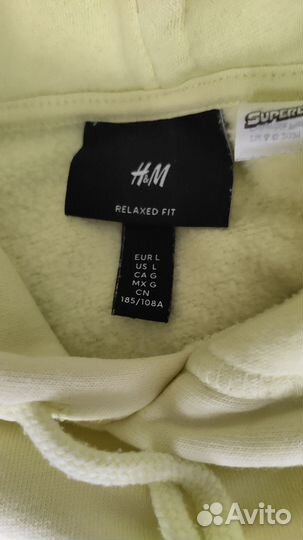 H&M
RELAXED FIT
EUR L
US L
CA G
MX G
CN
185/108A
Avito